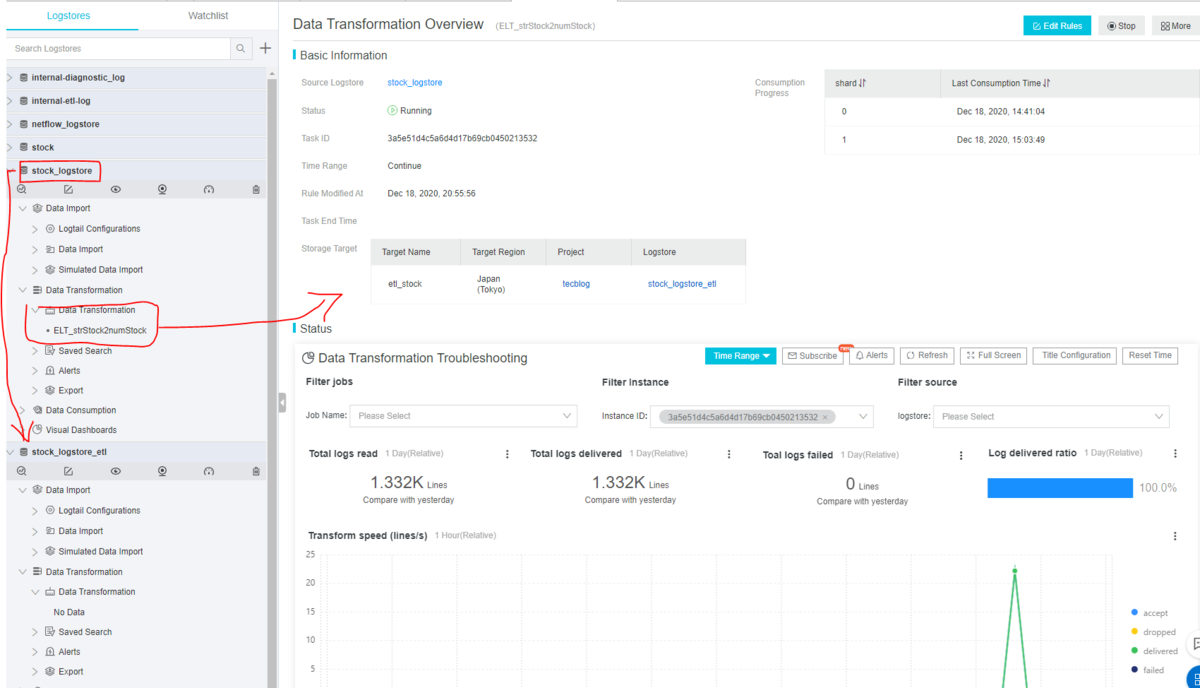 Logstores
Watchlist
Search Logstores
internal-diagnostic_log
internal-etl-log
netflow_logstore
stock
stock_logstore
Data Import
Logtail Configurations
Data Import
Simulated Data Import
Data Transformation
Data Transformation
ELT_strStock2numStock
Saved Search
Alerts
Export
Data Consumption
Visual Dashboards
stock_logstore_etl
Data Import
Logtail Configurations
Data Import
Simulated Data Import
Data Transformation
Data Transformation
No Data
Saved Search
Alerts
Export
Data Transformation Overview (ELT_strStock2numStock)
Edit Rules Stop More
Basic Information
Source Logstore stock_logstore
Status Running
Task ID 3a5e51d4c5a6d4d17b69cb0450213532
Time Range Continue
Rule Modified At Dec 18, 2020, 20:55:56
Task End Time
Storage Target
Target Name Target Region Project Logstore
etl_stock Japan (Tokyo) tecblog stock_logstore_etl
Consumption Progress
shard Last Consumption Time
0 Dec 18, 2020, 14:41:04
1 Dec 18, 2020, 15:03:49
Status
Data Transformation Troubleshooting
Time Range Subscribe New Alerts Refresh Full Screen Title Configuration Reset Time
Filter jobs Filter Instance Filter source
Job Name: Please Select Instance ID: 3a5e51d4c5a6d4d17b69cb0450213532 × logstore: Please Select
Total logs read 1 Day(Relative)
1.332K Lines
Compare with yesterday
Total logs delivered 1 Day(Relative)
1.332K Lines
Compare with yesterday
Toal logs failed 1 Day(Relative)
0 Lines
Compare with yesterday
Log delivered ratio 1 Day(Relative)
100.0%
Transform speed (lines/s) 1 Hour(Relative)
25
20
15
10
5
accept
dropped
delivered
failed